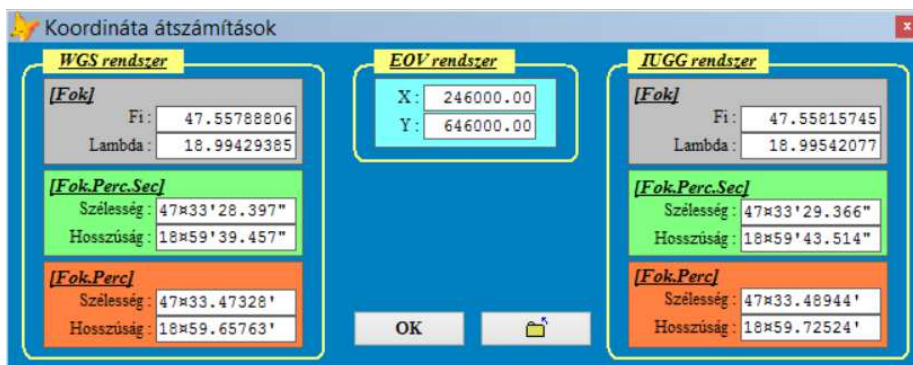 Koordináta átszámítások
x
WGS rendszer
[Fok]
Fi : 47.55788806
Lambda : 18.99429385
[Fok.Perc.Sec]
Szélesség : 47¤33'28.397"
Hosszúság : 18¤59'39.457"
[Fok.Perc]
Szélesség : 47¤33.47328'
Hosszúság : 18¤59.65763'
EOV rendszer
X : 246000.00
Y : 646000.00
OK
IUGG rendszer
[Fok]
Fi : 47.55815745
Lambda : 18.99542077
[Fok.Perc.Sec]
Szélesség : 47¤33'29.366"
Hosszúság : 18¤59'43.514"
[Fok.Perc]
Szélesség : 47¤33.48944'
Hosszúság : 18¤59.72524'